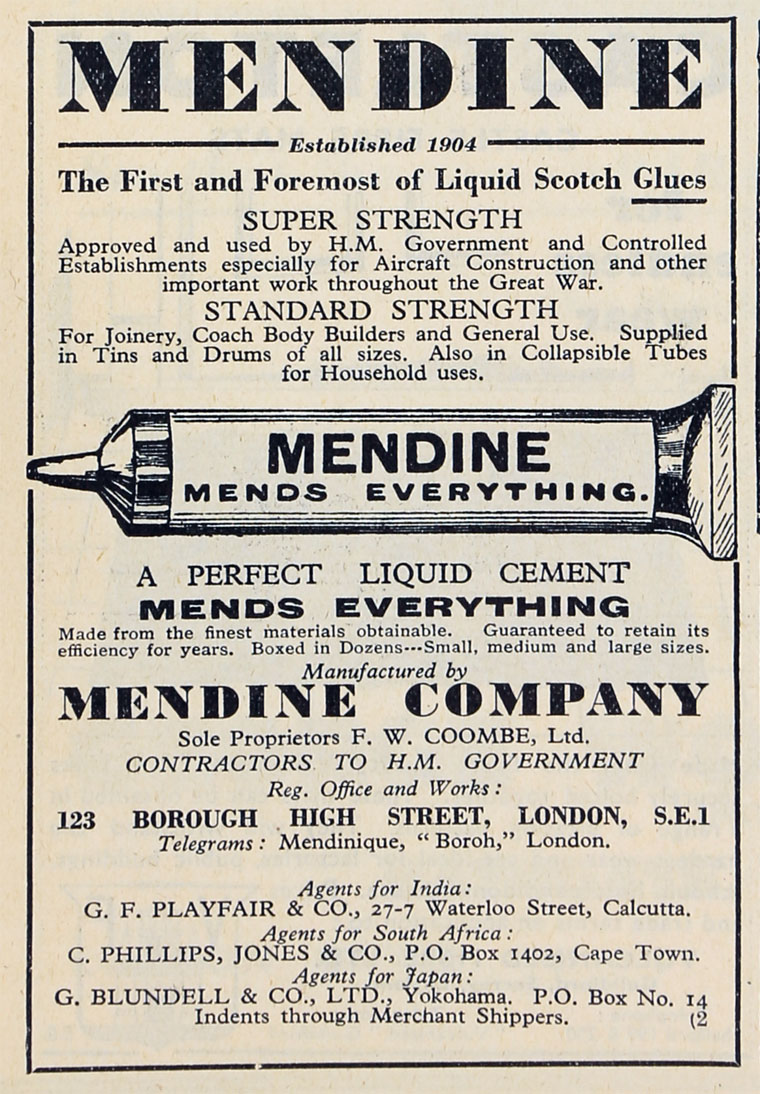 MENDINE
Established 1904
The First and Foremost of Liquid Scotch Glues
SUPER STRENGTH
Approved and used by H.M. Government and Controlled
Establishments especially for Aircraft Construction and other
important work throughout the Great War.
STANDARD STRENGTH
For Joinery, Coach Body Builders and General Use. Supplied
in Tins and Drums of all sizes. Also in Collapsible Tubes
for Household uses.
MENDINE
MENDS EVERYTHING.
A PERFECT LIQUID CEMENT
MENDS EVERYTHING
Made from the finest materials obtainable. Guaranteed to retain its
efficiency for years. Boxed in Dozens---Small, medium and large sizes.
Manufactured by
MENDINE COMPANY
Sole Proprietors F. W. COOMBE, Ltd.
CONTRACTORS TO H.M. GOVERNMENT
Reg. Office and Works:
123 BOROUGH HIGH STREET, LONDON, S.E.1
Telegrams: Mendinique, "Boroh," London.
Agents for India:
G. F. PLAYFAIR & CO., 27-7 Waterloo Street, Calcutta.
Agents for South Africa:
C. PHILLIPS, JONES & CO., P.O. Box 1402, Cape Town.
Agents for Japan:
G. BLUNDELL & CO., LTD., Yokohama. P.O. Box No. 14
Indents through Merchant Shippers. (2